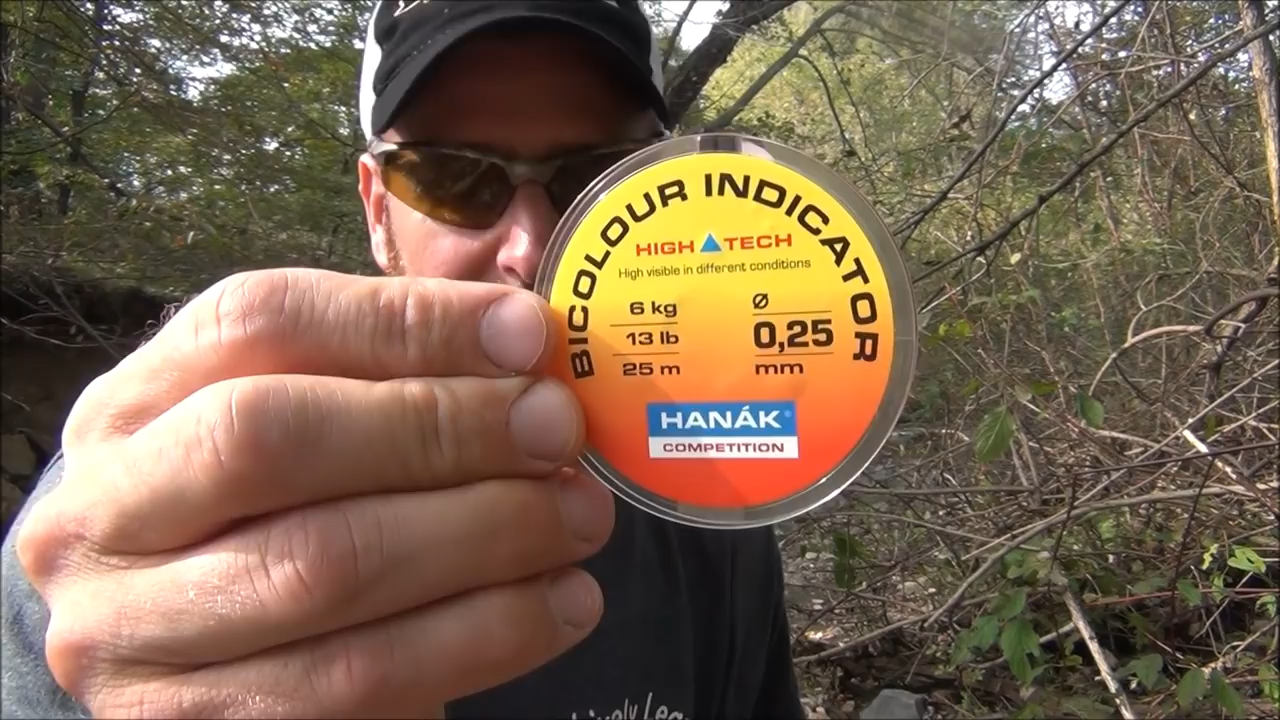 BICOLOUR INDICATOR
HIGH TECH
High visible in different conditions
6 kg
13 lb
25 m
Ø
0,25
mm
HANÁK®
COMPETITION